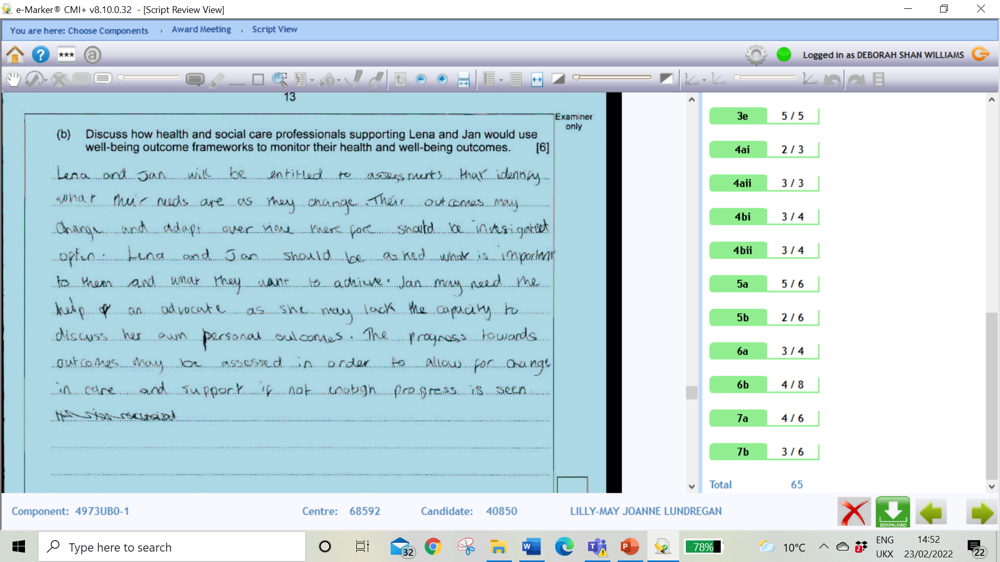 e-Marker® CMI+ v8.10.0.32 - [Script Review View]
You are here: Choose Components › Award Meeting › Script View
? *** a
Logged in as DEBORAH SHAN WILLIAMS
13
Examiner
only
(b) Discuss how health and social care professionals supporting Lena and Jan would use
well-being outcome frameworks to monitor their health and well-being outcomes. [6]
Lena and Jan will be entitled to assessments that identify
what their needs are as they change. Their outcomes may
change and adapt over time therefore should be investigated
often. Lena and Jan should be asked what is important
to them and what they want to achieve. Jan may need the
help of an advocate as she may lack the capacity to
discuss her own personal outcomes. The progress towards
outcomes may be assessed in order to allow for change
in care and support if not enough progress is seen
3e 5 / 5
4ai 2 / 3
4aii 3 / 3
4bi 3 / 4
4bii 3 / 4
5a 5 / 6
5b 2 / 6
6a 3 / 4
6b 4 / 8
7a 4 / 6
7b 3 / 6
Total 65
Component: 4973UB0-1 Centre: 68592 Candidate: 40850 LILLY-MAY JOANNE LUNDREGAN
DOWNLOAD
Type here to search
32
78%
10°C
2
ENG
UKX
14:52
23/02/2022
22